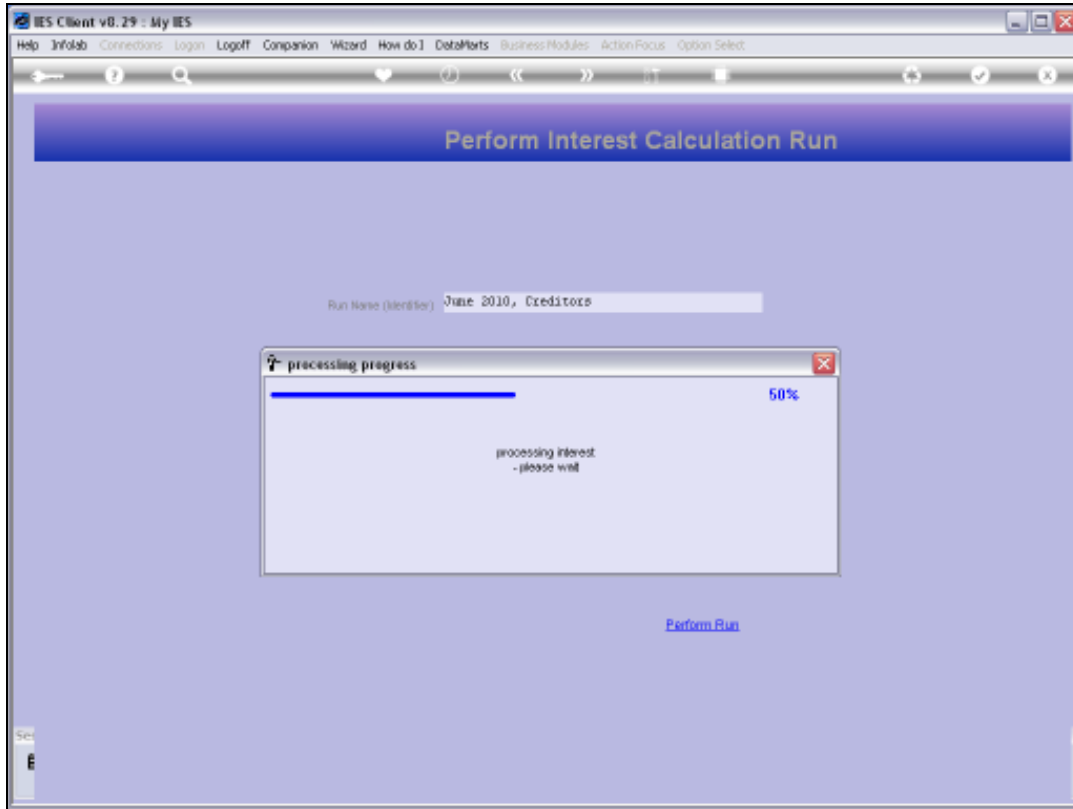 IES Client v8.29 : My IES
Help Infolab Connections Logon Logoff Companion Wizard How do I DataMarts Business Modules Action Focus Option Select
Perform Interest Calculation Run
Run Name (Identifier) June 2010, Creditors
processing progress
50%
processing interest
- please wait
Perform Run